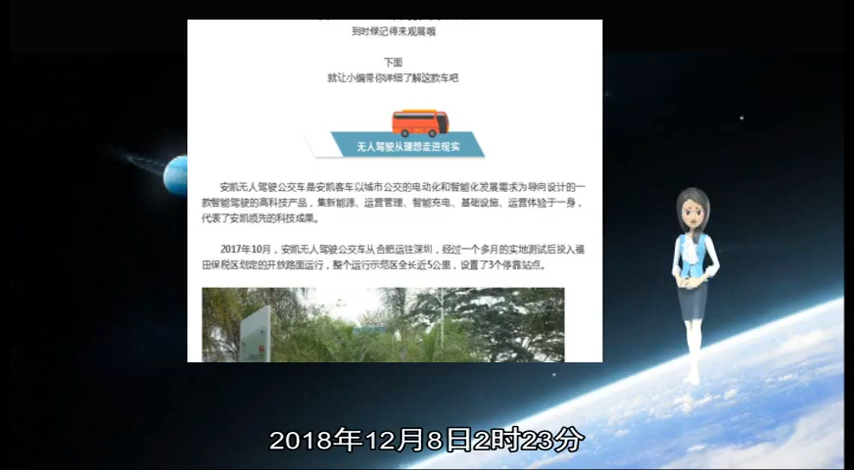 到时候记得来观展哦
下面
就让小编带你详细了解这款车吧
无人驾驶从理想走进现实
安凯无人驾驶公交车是安凯客车以城市公交的电动化和智能化发展需求为导向设计的一
款智能驾驶的高科技产品，集新能源、运营管理、智能充电、基础设施、运营体验于一身，
代表了安凯领先的科技成果。
2017年10月，安凯无人驾驶公交车从合肥运往深圳，经过一个多月的实地测试后投入福
田保税区划定的开放路面运行，整个运行示范区全长近5公里，设置了3个停靠站点。
2018年12月8日2时23分